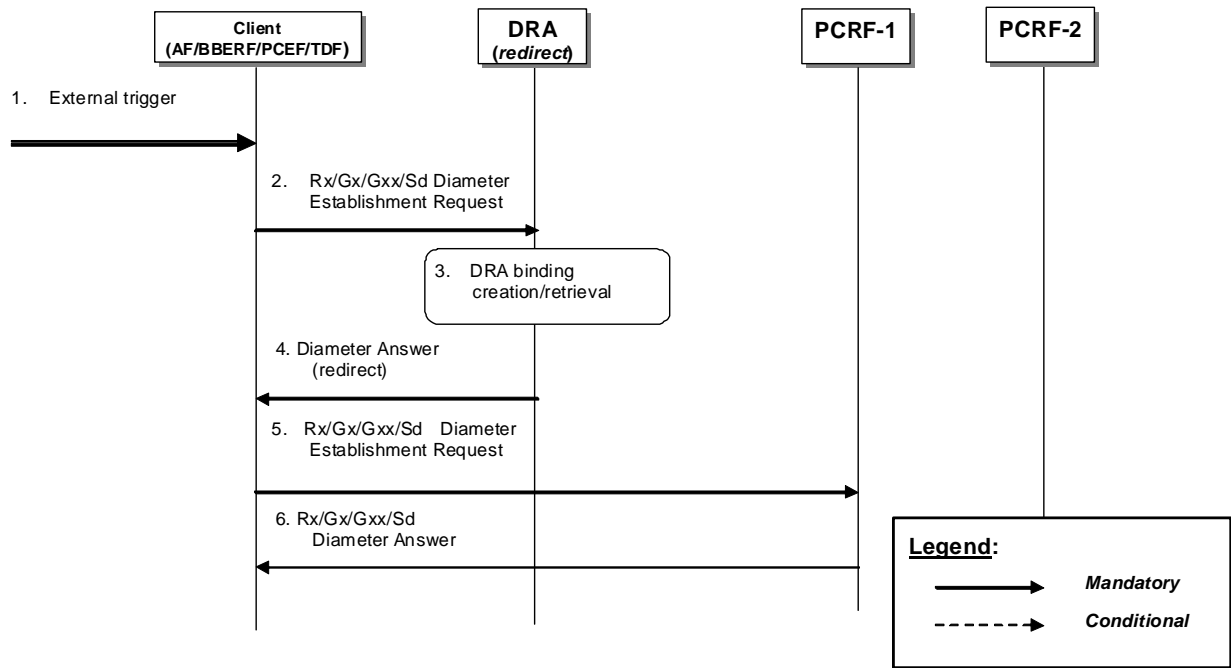 Client
(AF/BBERF/PCEF/TDF)
DRA
(redirect)
PCRF-1
PCRF-2
1. External trigger
2. Rx/Gx/Gxx/Sd Diameter
Establishment Request
3. DRA binding
creation/retrieval
4. Diameter Answer
(redirect)
5. Rx/Gx/Gxx/Sd Diameter
Establishment Request
6. Rx/Gx/Gxx/Sd
Diameter Answer
Legend:
Mandatory
Conditional